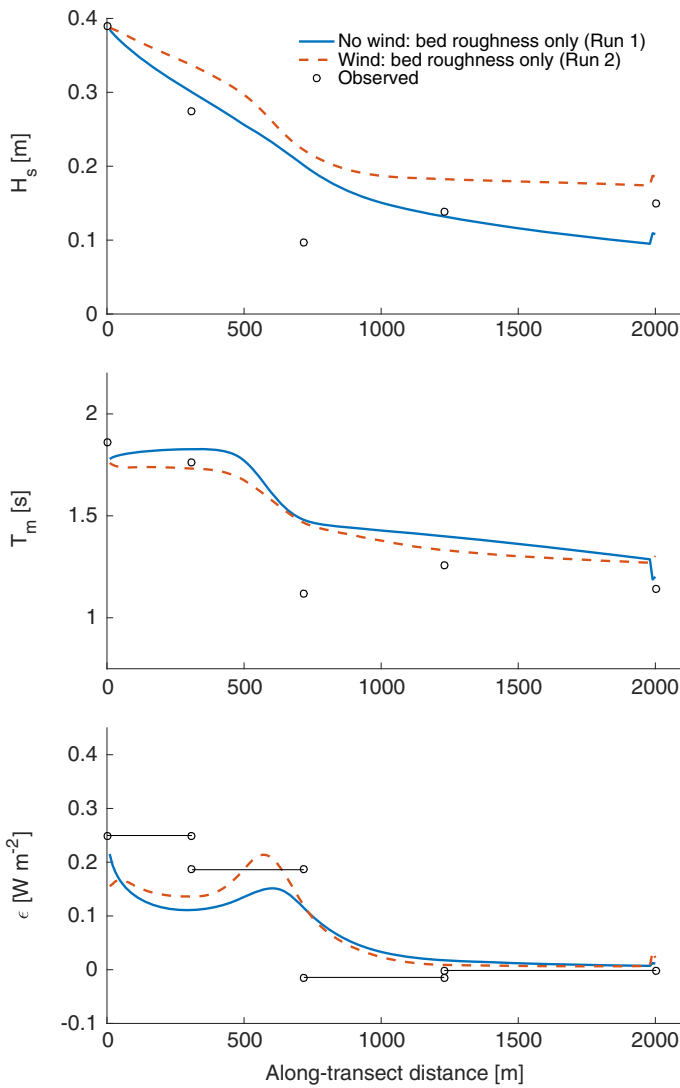 0.4
No wind: bed roughness only (Run 1)
Wind: bed roughness only (Run 2)
Observed
0.3
H_s [m]
0.2
0.1
0
0 500 1000 1500 2000
2
T_m [s]
1.5
1
0 500 1000 1500 2000
0.4
0.3
ϵ [W m⁻²]
0.2
0.1
0
-0.1
0 500 1000 1500 2000
Along-transect distance [m]